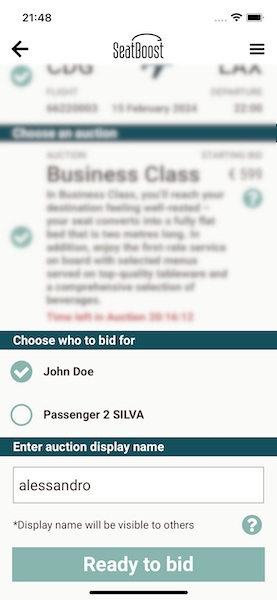 21:48
SeatBoost
CDG LAX
FLIGHT DEPARTURE
15 February 2024 22:00
Choose an auction
AUCTION STARTING BID
Business Class € 599
In Business Class, you'll reach your
destination feeling well-rested –
your seat converts into a fully flat
bed that is two metres long. In
addition, enjoy the first-rate service
on board with selected menus
served on top-quality tableware and
a comprehensive selection of
beverages.
Time left in Auction 20:16:12
Choose who to bid for
John Doe
Passenger 2 SILVA
Enter auction display name
alessandro
*Display name will be visible to others
?
Ready to bid